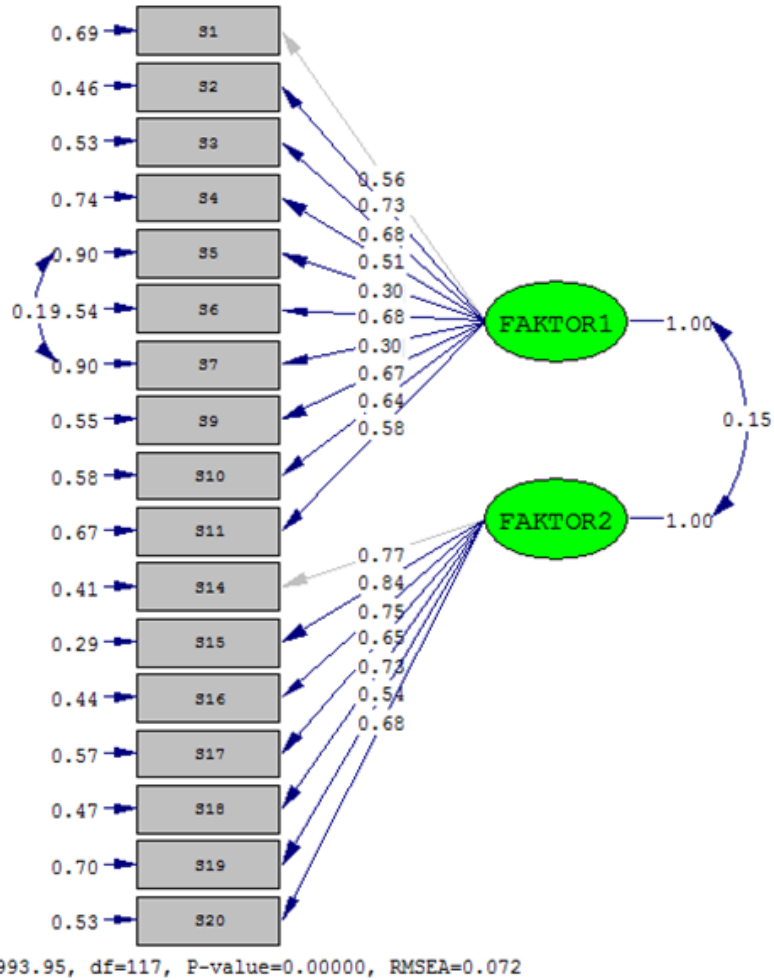 0.69 S1
0.46 S2
0.53 S3
0.74 S4
0.90 S5
0.19 .54 S6
0.90 S7
0.55 S9
0.58 S10
0.67 S11
0.41 S14
0.29 S15
0.44 S16
0.57 S17
0.47 S18
0.70 S19
0.53 S20
0.56
0.73
0.68
0.51
0.30
0.68
0.30
0.67
0.64
0.58
0.77
0.84
0.75
0.65
0.73
0.54
0.68
FAKTOR1 1.00
0.15
FAKTOR2 1.00
993.95, df=117, P-value=0.00000, RMSEA=0.072